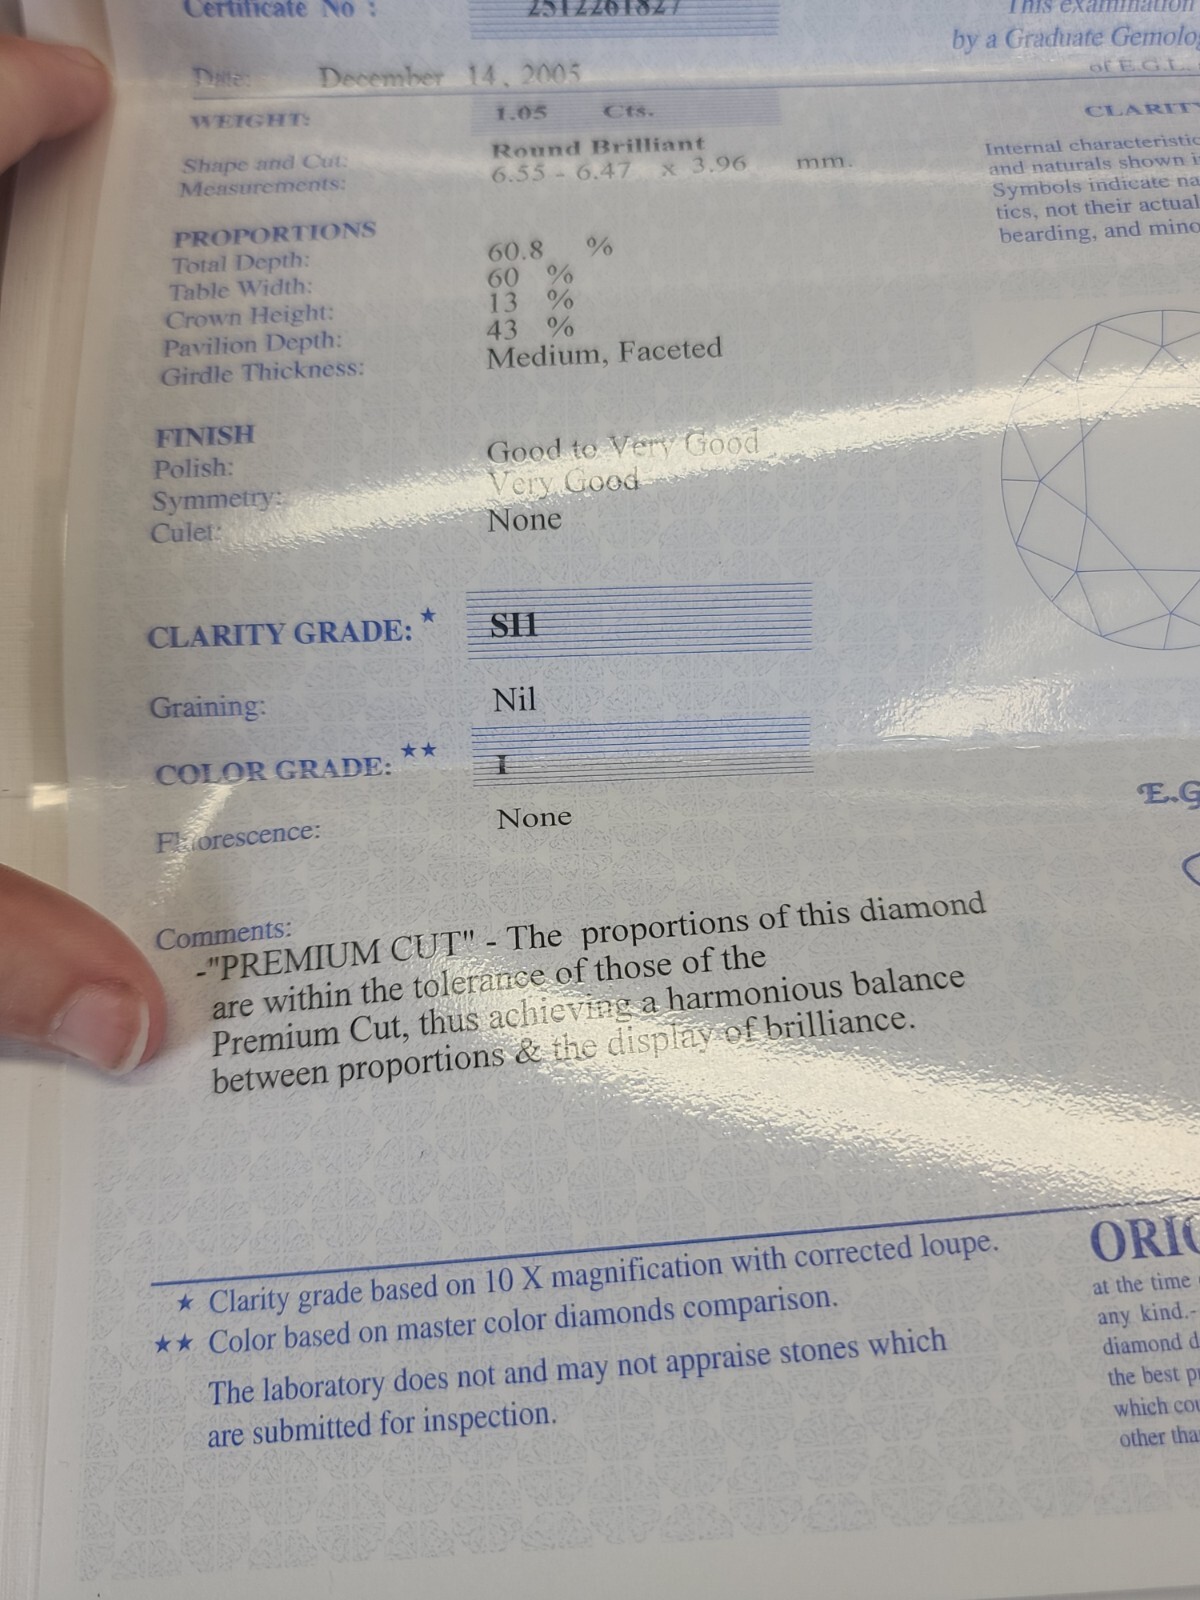 Certificate No : 2512261827
Date: December 14, 2005
WEIGHT: 1.05 Cts.
Shape and Cut: Round Brilliant
Measurements: 6.55 - 6.47 x 3.96 mm.
PROPORTIONS
Total Depth: 60.8 %
Table Width: 60 %
Crown Height: 13 %
Pavilion Depth: 43 %
Girdle Thickness: Medium, Faceted
FINISH
Polish: Good to Very Good
Symmetry: Very Good
Culet: None
CLARITY GRADE: ★ SI1
Graining: Nil
COLOR GRADE: ★★ I
Fluorescence: None
Comments:
-"PREMIUM CUT" - The proportions of this diamond
are within the tolerance of those of the
Premium Cut, thus achieving a harmonious balance
between proportions & the display of brilliance.
★ Clarity grade based on 10 X magnification with corrected loupe.
★★ Color based on master color diamonds comparison.
The laboratory does not and may not appraise stones which
are submitted for inspection.
This examination
by a Graduate Gemolog
of E.G.L.
CLARITY
Internal characteristic
and naturals shown i
Symbols indicate na
tics, not their actual
bearding, and mino
E.G
ORIG
at the time
any kind.-
diamond d
the best p
which cou
other tha